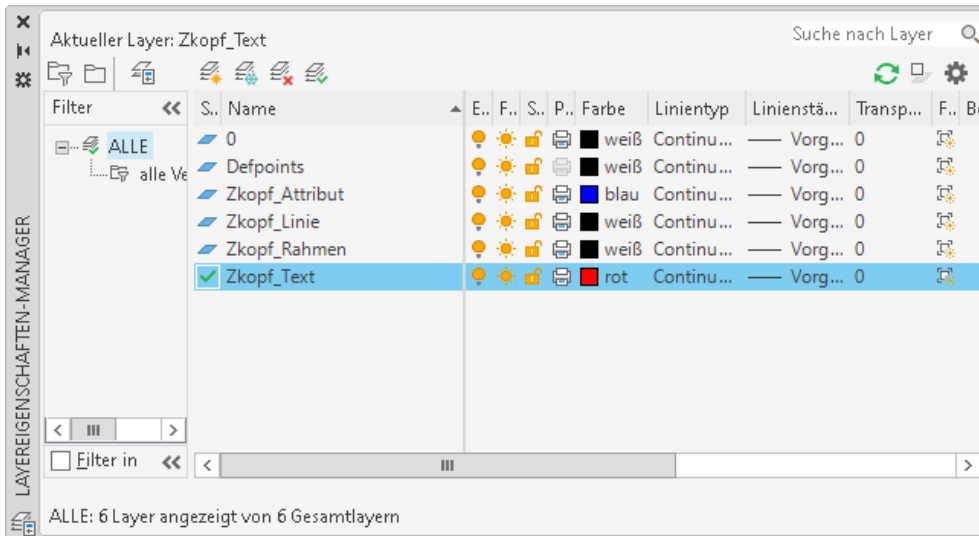 Aktueller Layer: Zkopf_Text
Suche nach Layer
Filter
S.. Name E.. F.. S.. P.. Farbe Linientyp Linienstä... Transp... F..
ALLE
alle Ve
0 weiß Continu... Vorg... 0
Defpoints weiß Continu... Vorg... 0
Zkopf_Attribut blau Continu... Vorg... 0
Zkopf_Linie weiß Continu... Vorg... 0
Zkopf_Rahmen weiß Continu... Vorg... 0
Zkopf_Text rot Continu... Vorg... 0
Filter in
ALLE: 6 Layer angezeigt von 6 Gesamtlayern
LAYEREIGENSCHAFTEN-MANAGER